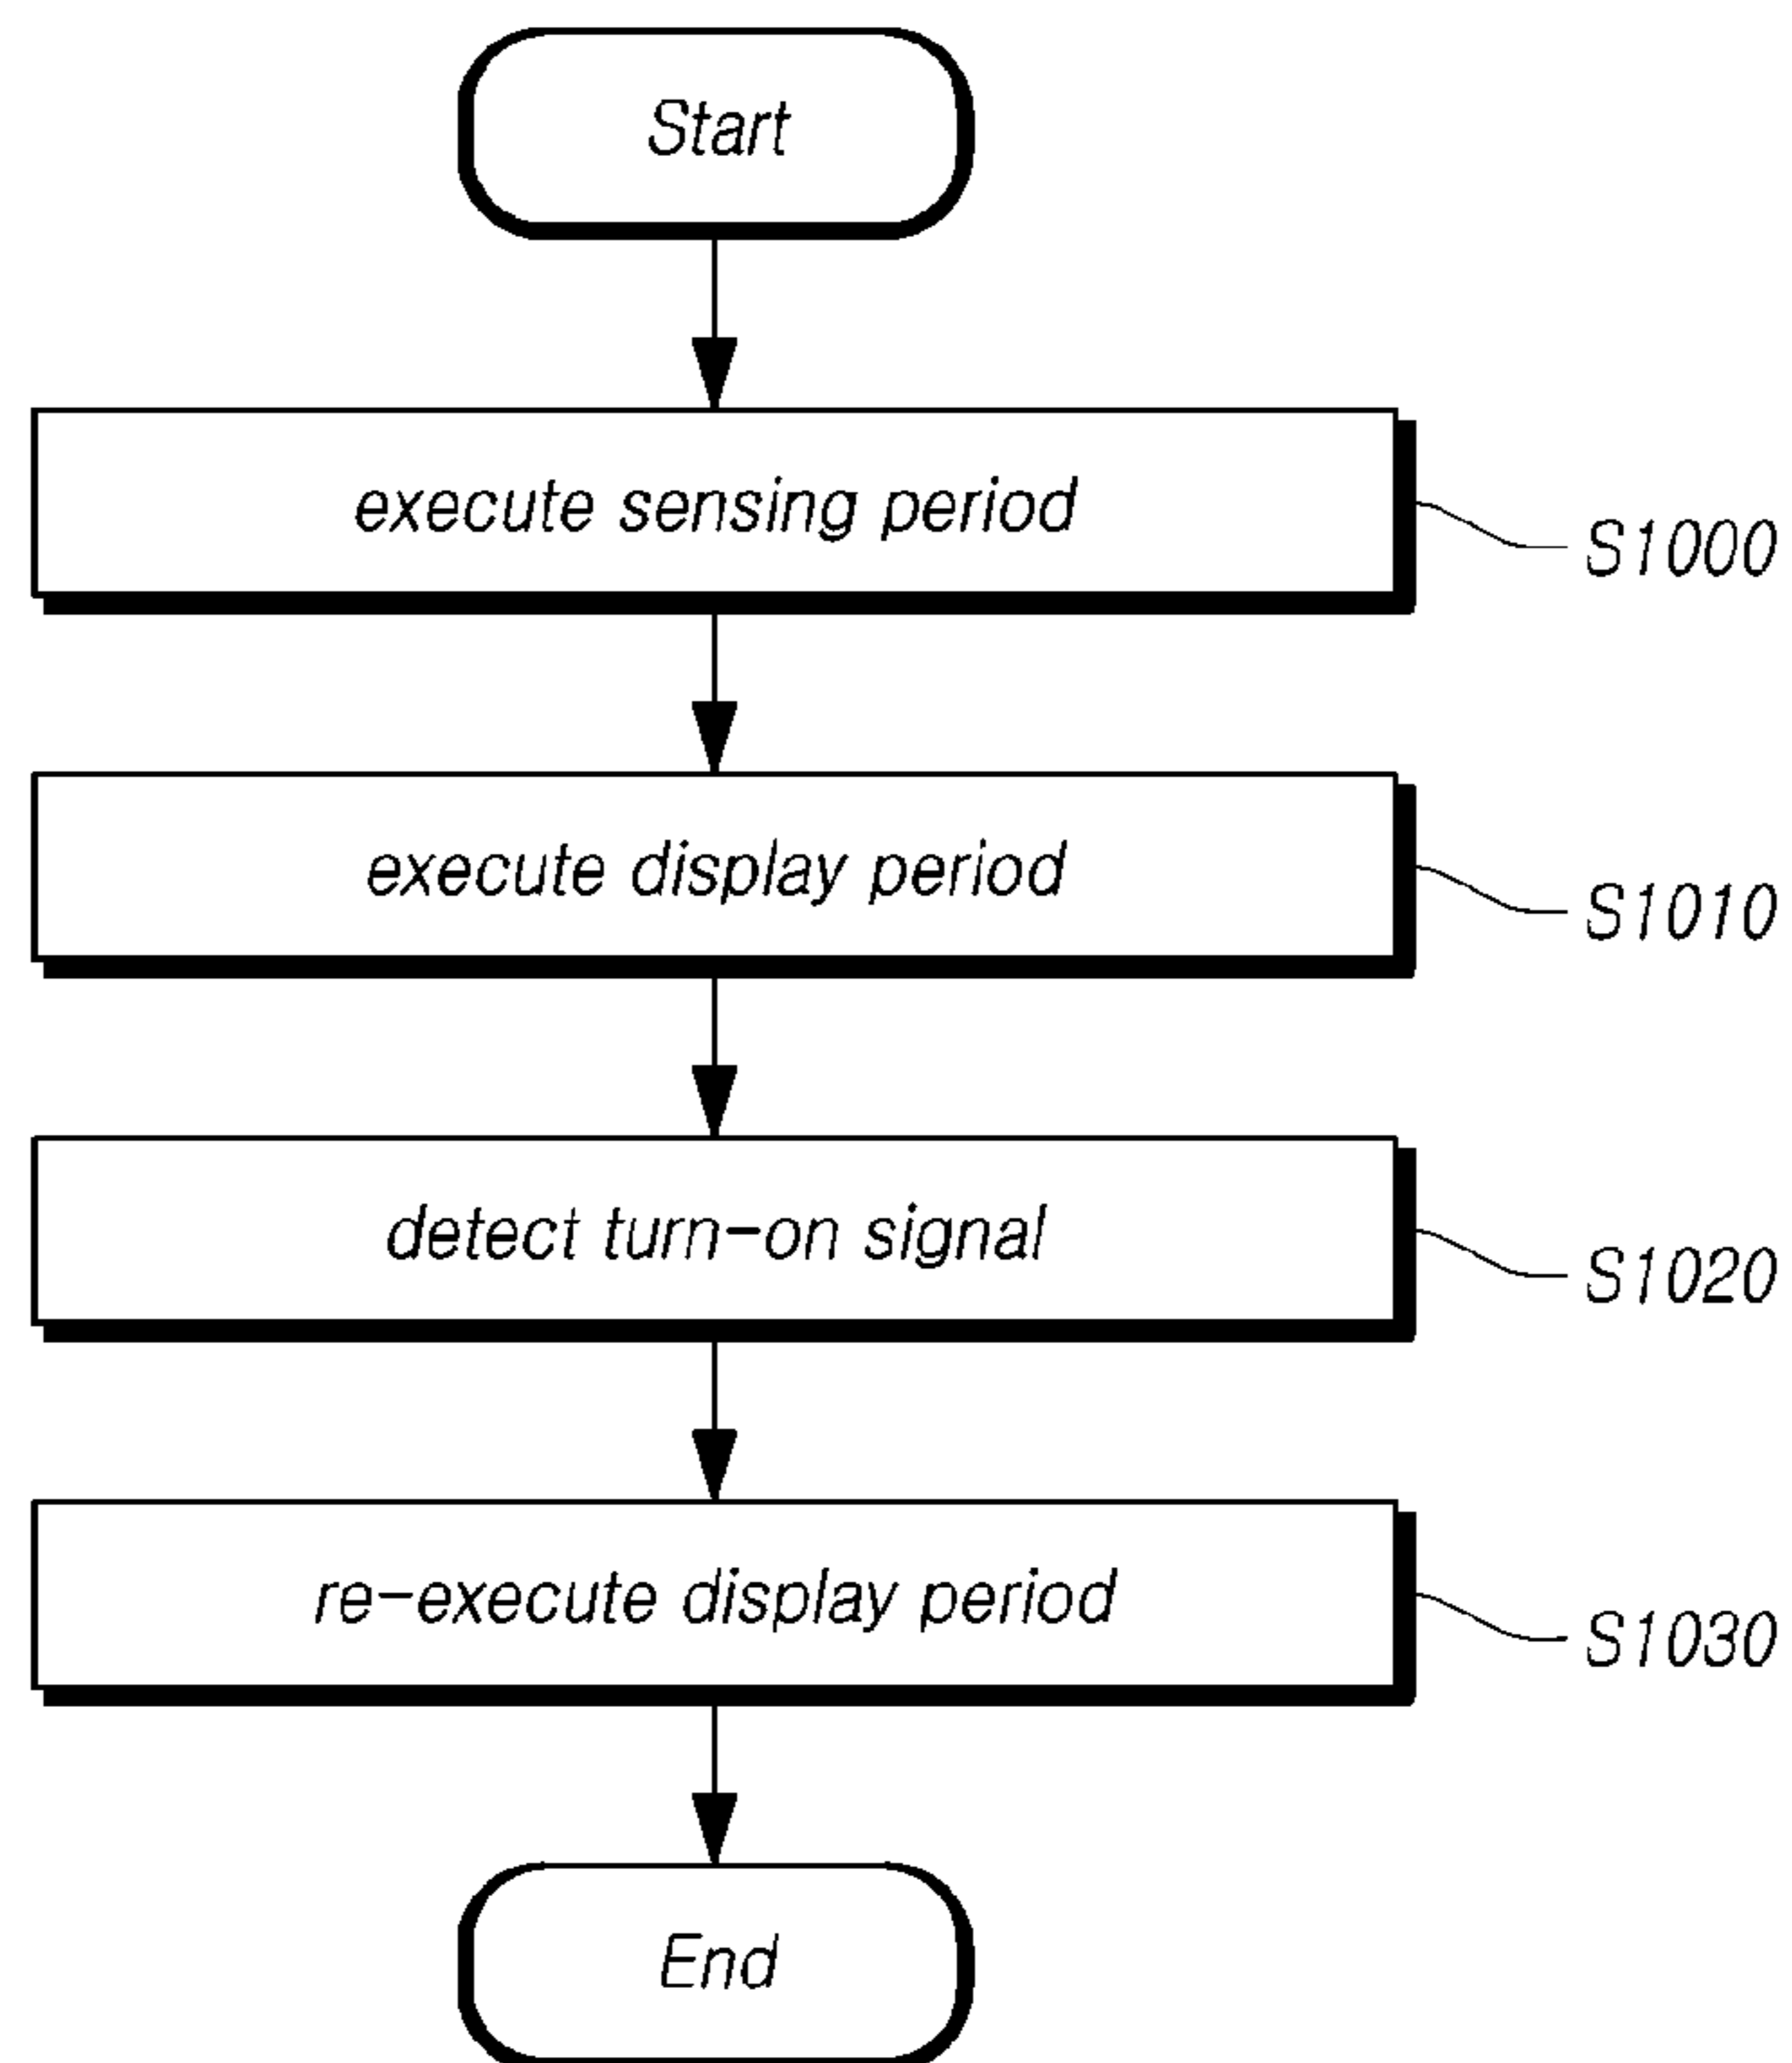 Start
execute sensing period
S1000
execute display period
S1010
detect turn-on signal
S1020
re-execute display period
S1030
End